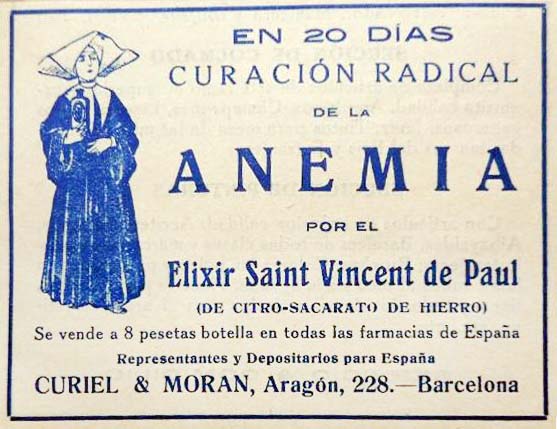 EN 20 DÍAS
CURACIÓN RADICAL
DE LA
ANEMIA
POR EL
Elixir Saint Vincent de Paul
(DE CITRO-SACARATO DE HIERRO)
Se vende a 8 pesetas botella en todas las farmacias de España
Representantes y Depositarios para España
CURIEL & MORAN, Aragón, 228.—Barcelona